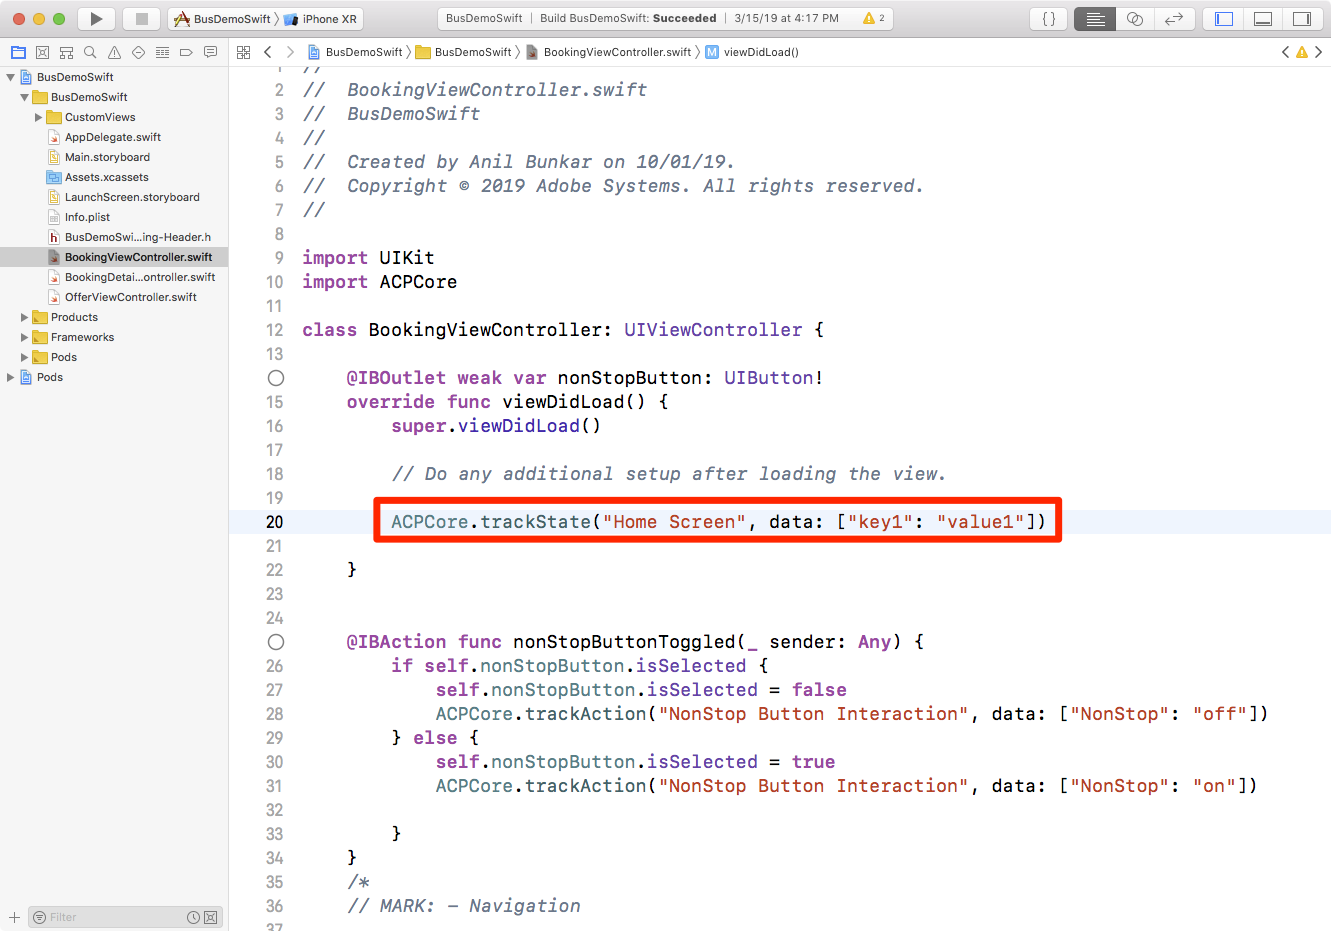 BusDemoSwift iPhone XR
BusDemoSwift | Build BusDemoSwift: Succeeded | 3/15/19 at 4:17 PM 2
{}
BusDemoSwift BusDemoSwift BookingViewController.swift M viewDidLoad()
BusDemoSwift
BusDemoSwift
CustomViews
AppDelegate.swift
Main.storyboard
Assets.xcassets
LaunchScreen.storyboard
Info.plist
h BusDemoSwi...ing-Header.h
BookingViewController.swift
BookingDetai...ontroller.swift
OfferViewController.swift
Products
Frameworks
Pods
Pods
Filter
1 //
2 // BookingViewController.swift
3 // BusDemoSwift
4 //
5 // Created by Anil Bunkar on 10/01/19.
6 // Copyright © 2019 Adobe Systems. All rights reserved.
7 //
8
9 import UIKit
10 import ACPCore
11
12 class BookingViewController: UIViewController {
13
@IBOutlet weak var nonStopButton: UIButton!
15 override func viewDidLoad() {
16 super.viewDidLoad()
17
18 // Do any additional setup after loading the view.
19
20 ACPCore.trackState("Home Screen", data: ["key1": "value1"])
21
22 }
23
24
@IBAction func nonStopButtonToggled(_ sender: Any) {
26 if self.nonStopButton.isSelected {
27 self.nonStopButton.isSelected = false
28 ACPCore.trackAction("NonStop Button Interaction", data: ["NonStop": "off"])
29 } else {
30 self.nonStopButton.isSelected = true
31 ACPCore.trackAction("NonStop Button Interaction", data: ["NonStop": "on"])
32
33 }
34 }
35 /*
36 // MARK: - Navigation
37